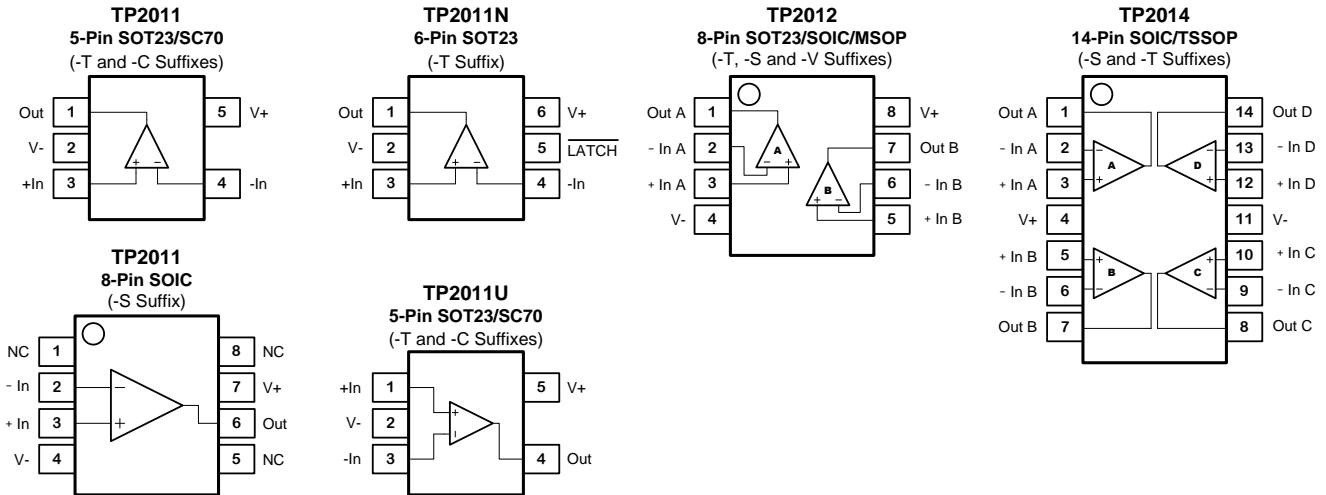 TP2011
5-Pin SOT23/SC70
(-T and -C Suffixes)
Out 1
5 V+
V- 2
+In 3
4 -In
+ −
TP2011N
6-Pin SOT23
(-T Suffix)
Out 1
6 V+
V- 2
5 LATCH
+In 3
4 -In
+ −
TP2012
8-Pin SOT23/SOIC/MSOP
(-T, -S and -V Suffixes)
Out A 1
8 V+
﹣In A 2
7 Out B
﹢In A 3
6 ﹣In B
V- 4
5 ﹢In B
A
− +
B
+ −
TP2014
14-Pin SOIC/TSSOP
(-S and -T Suffixes)
Out A 1
14 Out D
﹣In A 2
13 ﹣In D
﹢In A 3
12 ﹢In D
V+ 4
11 V-
﹢In B 5
10 ﹢In C
﹣In B 6
9 ﹣In C
Out B 7
8 Out C
− + A
− + D
+ − B
+ − C
TP2011
8-Pin SOIC
(-S Suffix)
NC 1
8 NC
﹣In 2
7 V+
﹢In 3
6 Out
V- 4
5 NC
−
+
TP2011U
5-Pin SOT23/SC70
(-T and -C Suffixes)
+In 1
5 V+
V- 2
-In 3
4 Out
+
−